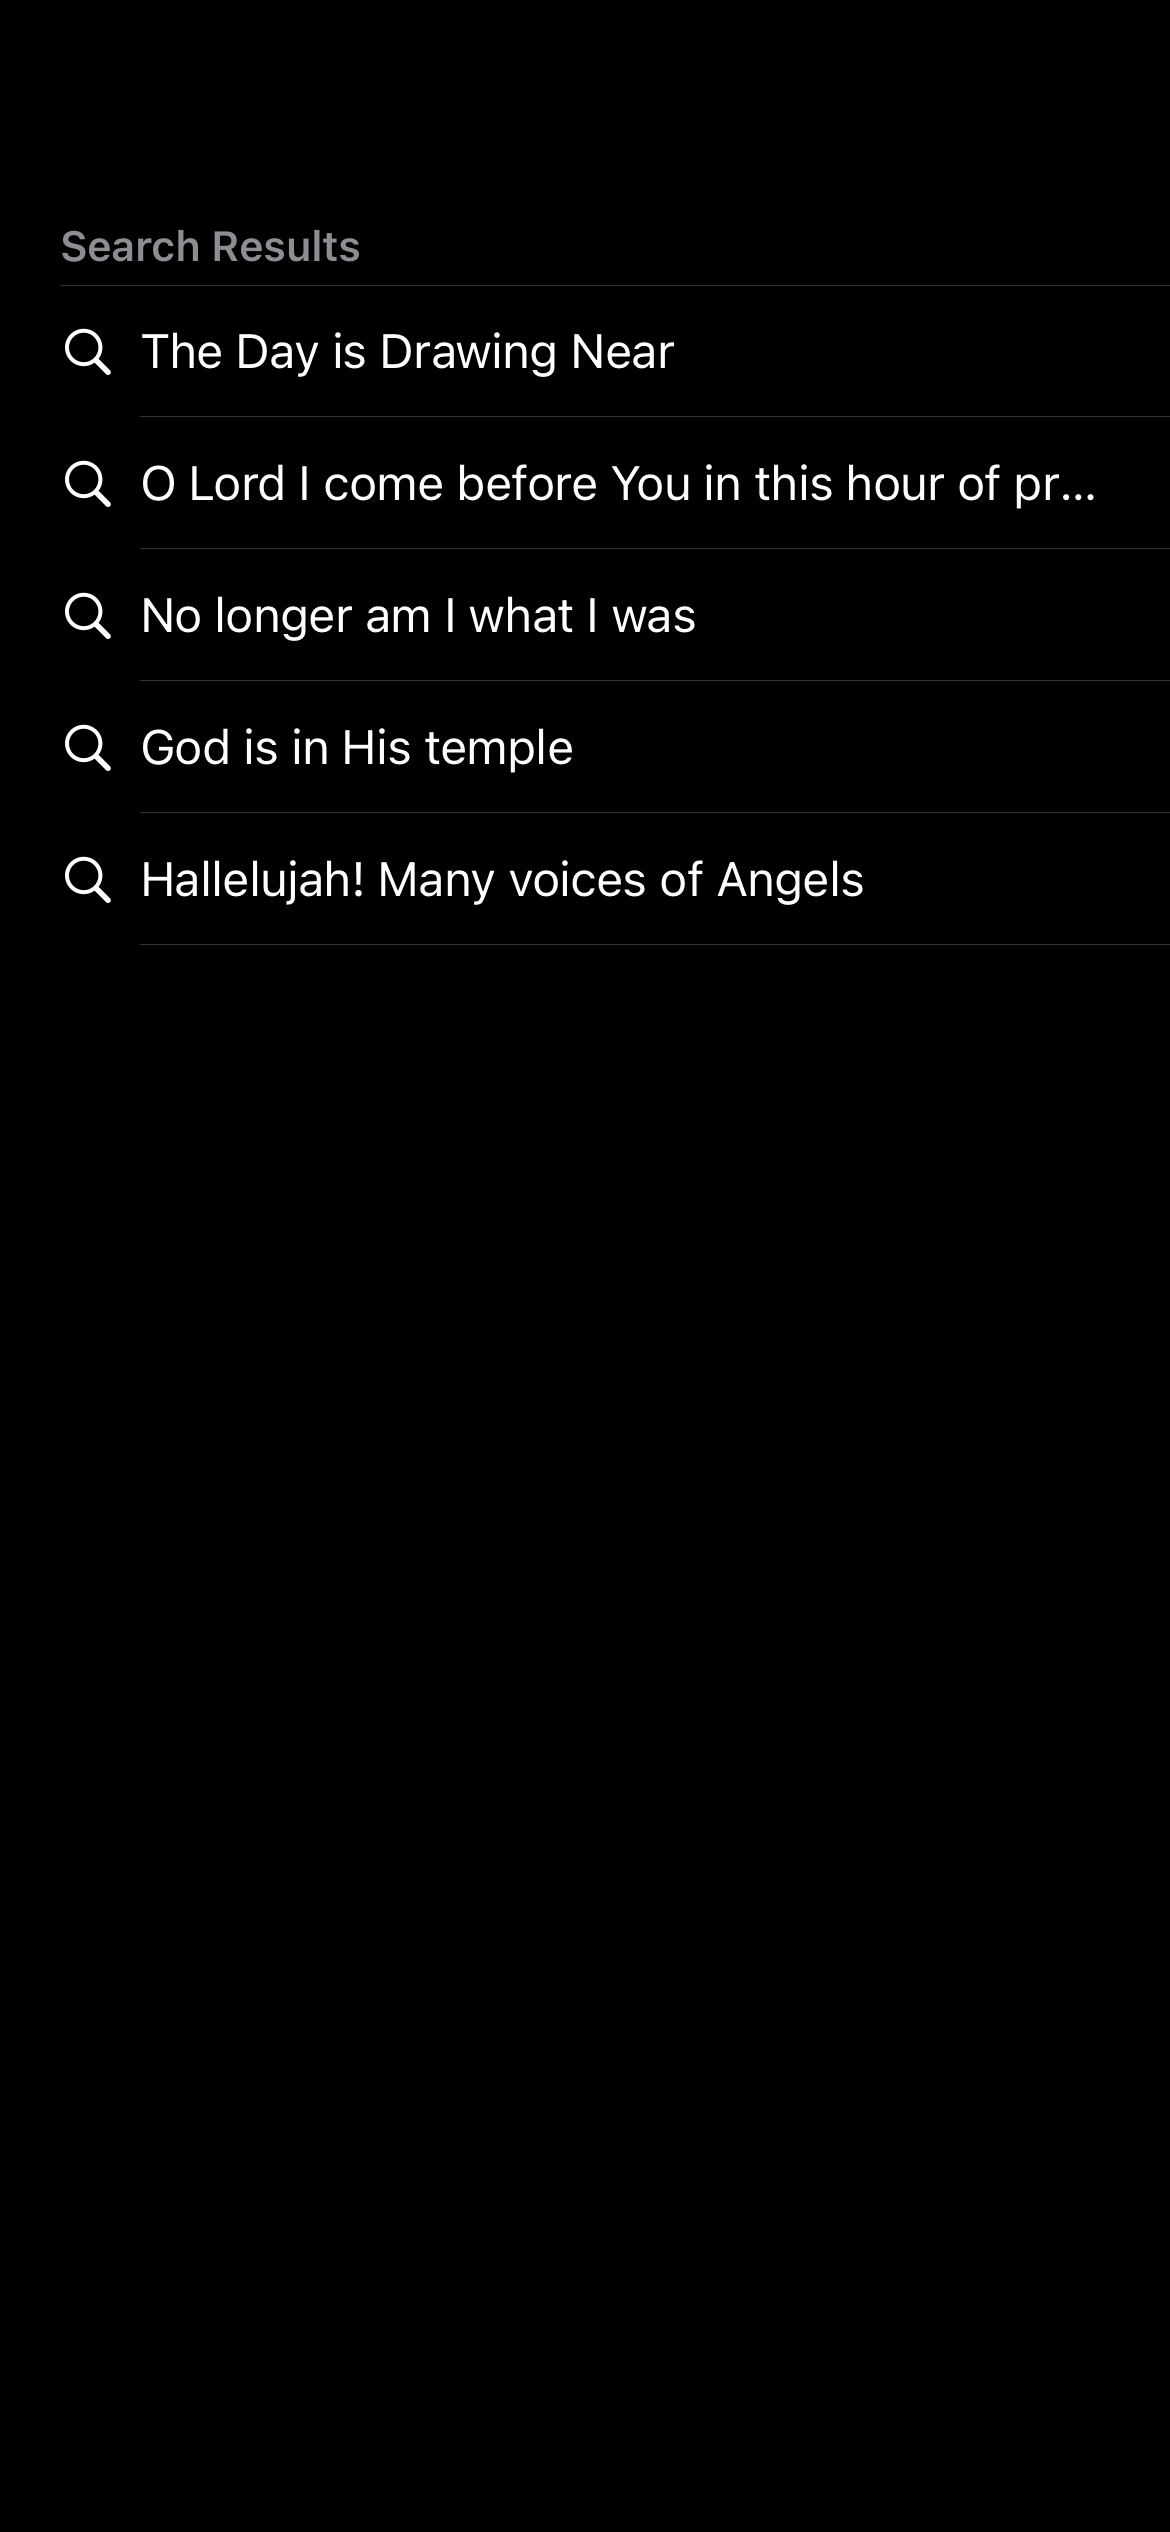 Search Results
The Day is Drawing Near
O Lord I come before You in this hour of pr...
No longer am I what I was
God is in His temple
Hallelujah! Many voices of Angels